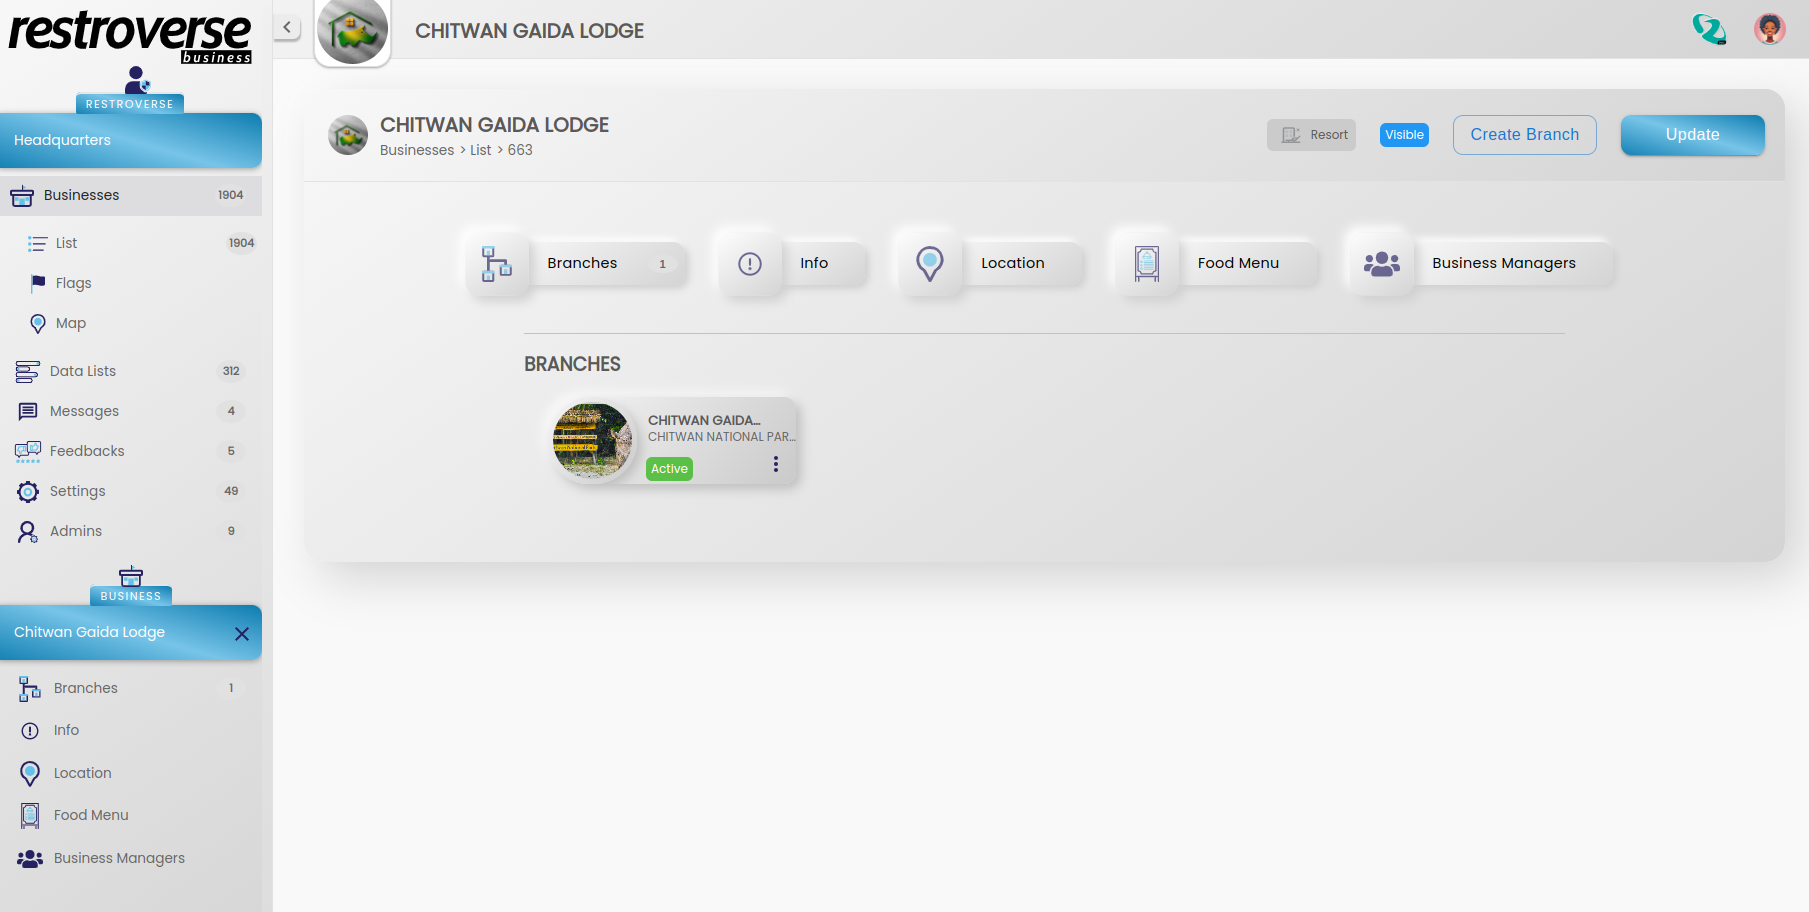 restroverse
business
RESTROVERSE
Headquarters
Businesses 1904
List 1904
Flags
Map
Data Lists 312
Messages 4
Feedbacks 5
Settings 49
Admins 9
BUSINESS
Chitwan Gaida Lodge
Branches 1
Info
Location
Food Menu
Business Managers
CHITWAN GAIDA LODGE
CHITWAN GAIDA LODGE
Businesses > List > 663
Resort
Visible
Create Branch
Update
Branches 1
Info
Location
Food Menu
Business Managers
BRANCHES
CHITWAN GAIDA...
CHITWAN NATIONAL PAR...
Active